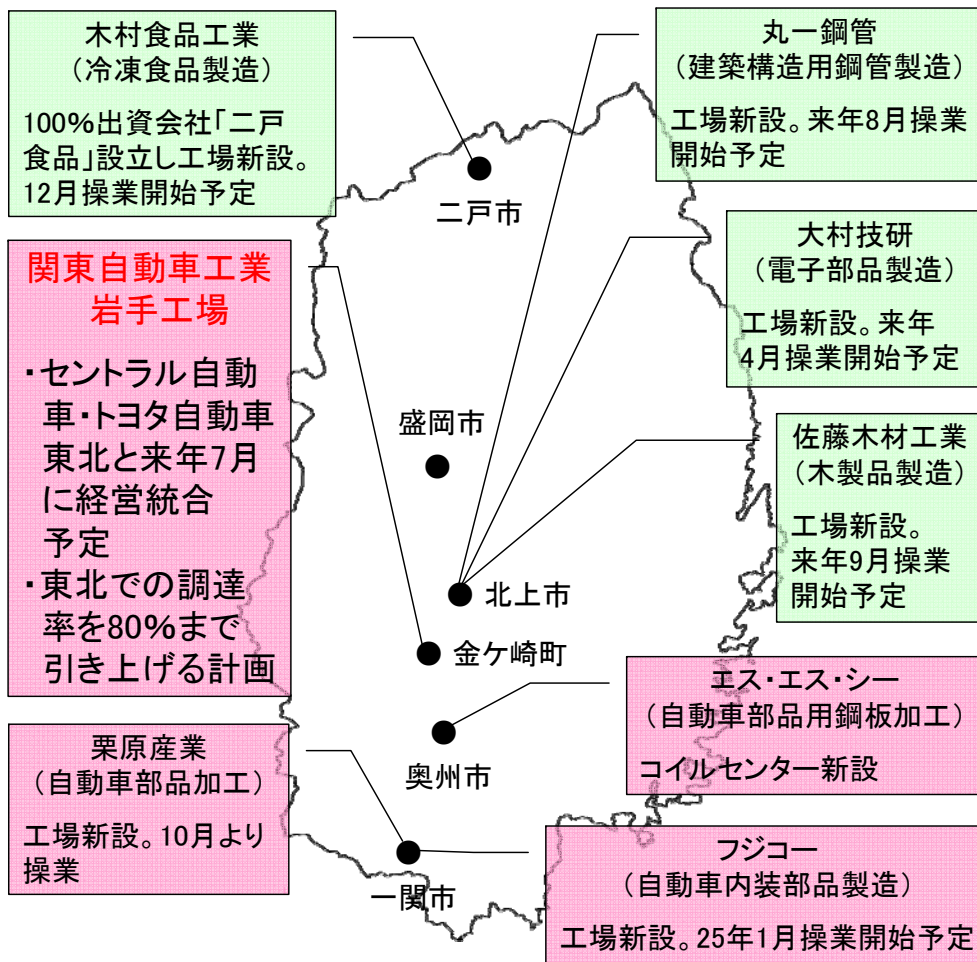 木村食品工業
（冷凍食品製造）
100%出資会社「二戸
食品」設立し工場新設。
12月操業開始予定
丸一鋼管
（建築構造用鋼管製造）
工場新設。来年8月操業
開始予定
二戸市
大村技研
（電子部品製造）
工場新設。来年
4月操業開始予定
関東自動車工業
岩手工場
・セントラル自動
車・トヨタ自動車
東北と来年7月
に経営統合
予定
・東北での調達
率を80%まで
引き上げる計画
盛岡市
佐藤木材工業
（木製品製造）
工場新設。
来年9月操業
開始予定
北上市
金ケ崎町
エス・エス・シー
（自動車部品用鋼板加工）
コイルセンター新設
奥州市
栗原産業
（自動車部品加工）
工場新設。10月より
操業
一関市
フジコー
（自動車内装部品製造）
工場新設。25年1月操業開始予定